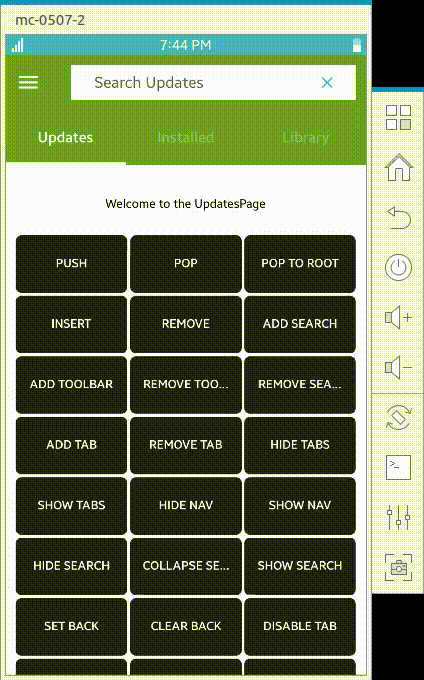 mc-0507-2
7:44 PM
Search Updates
Updates Installed Library
Welcome to the UpdatesPage
PUSH POP POP TO ROOT
INSERT REMOVE ADD SEARCH
ADD TOOLBAR REMOVE TOO... REMOVE SEA...
ADD TAB REMOVE TAB HIDE TABS
SHOW TABS HIDE NAV SHOW NAV
HIDE SEARCH COLLAPSE SE... SHOW SEARCH
SET BACK CLEAR BACK DISABLE TAB